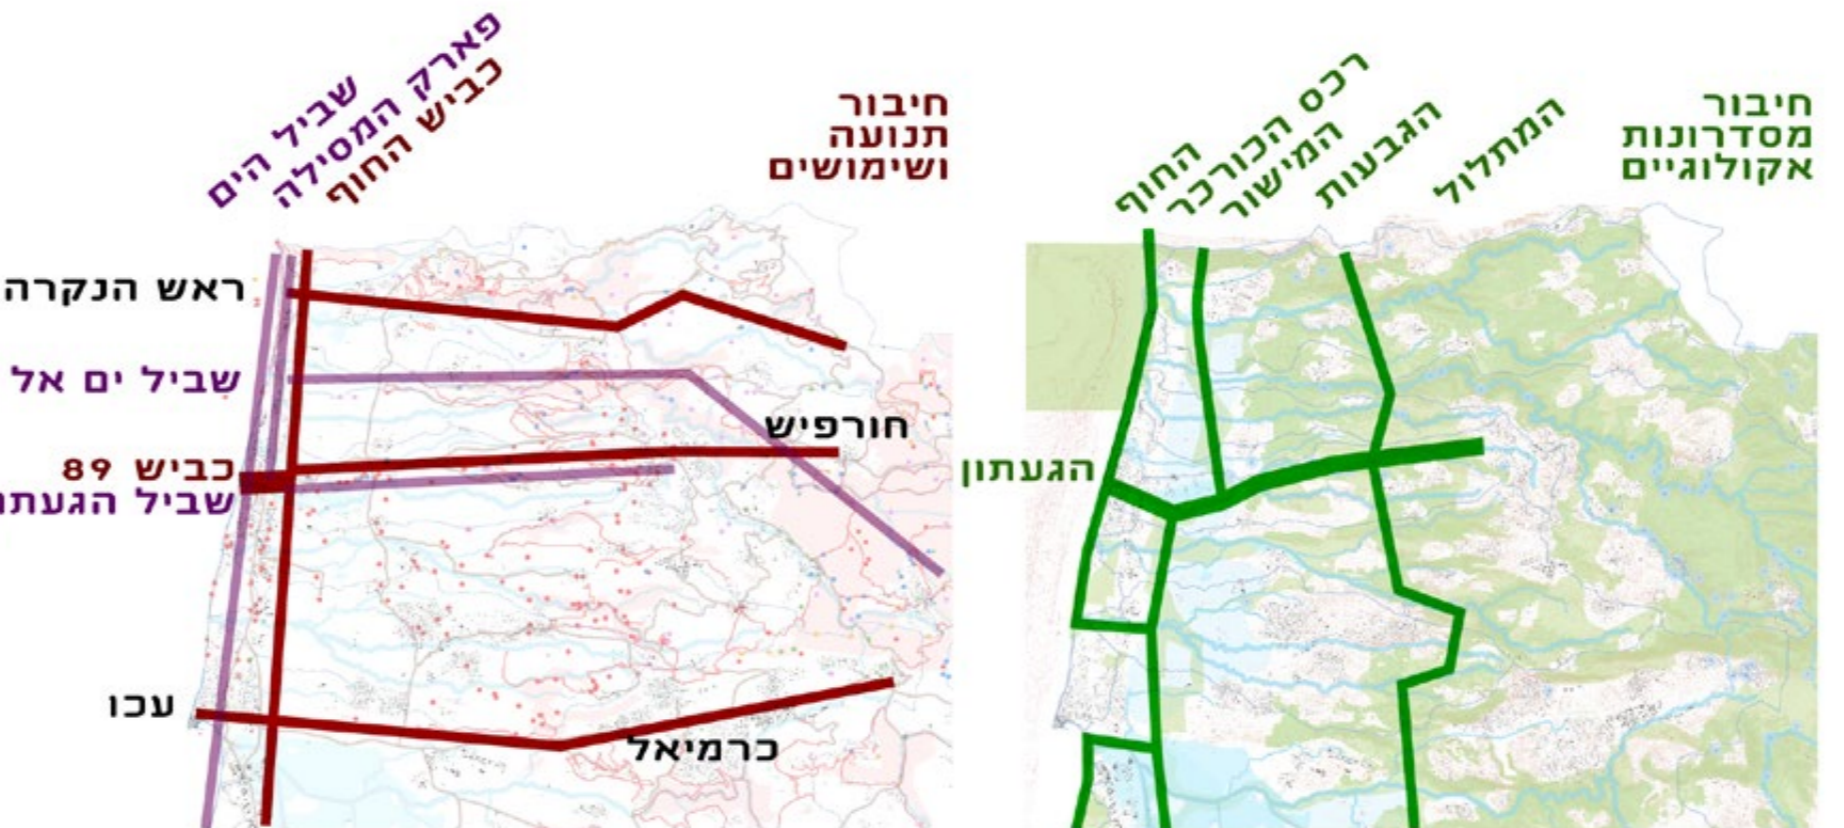 חיבור
תנועה
ושימושים
שביל הים
פארק המסילה
כביש החוף
ראש הנקרה
שביל ים אל
חורפיש
כביש 89
שביל הגעתו
עכו
כרמיאל
חיבור
מסדרונות
אקולוגיים
החוף
רכס הכורכר
המישור
הגבעות
המתלול
הגעתון